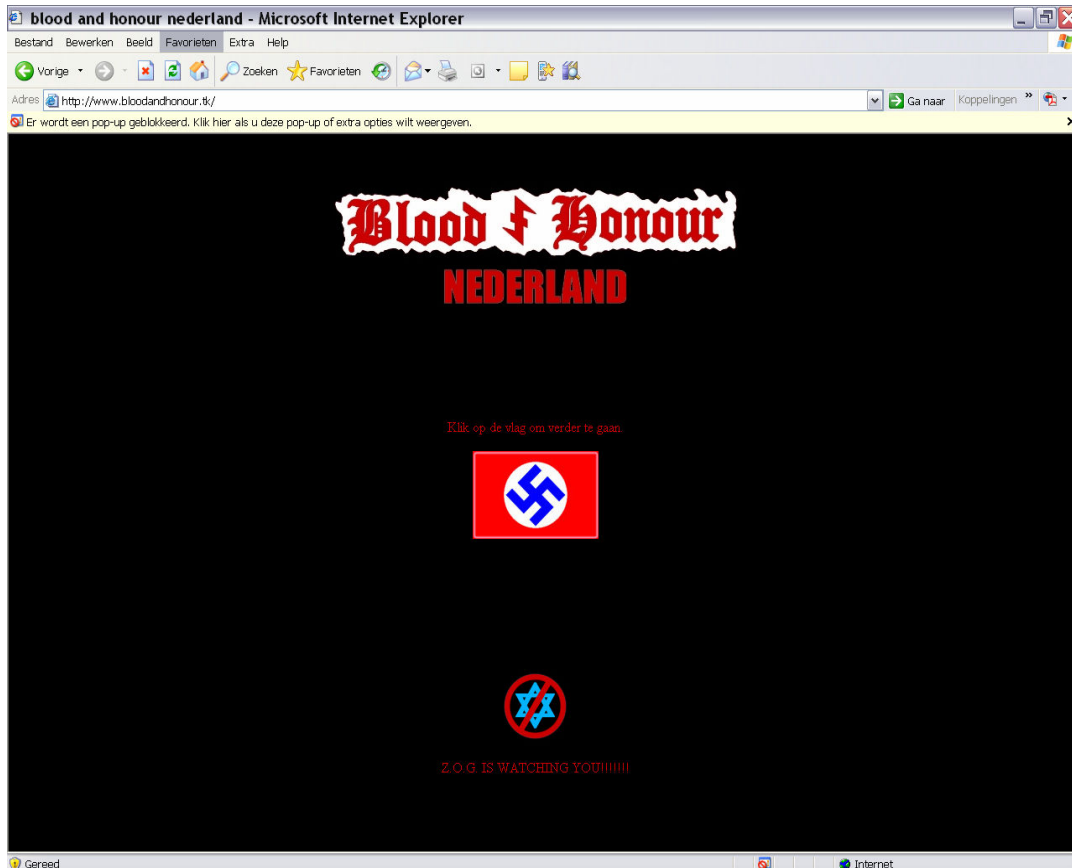 blood and honour nederland - Microsoft Internet Explorer
Bestand Bewerken Beeld Favorieten Extra Help
Vorige Zoeken Favorieten
Adres http://www.bloodandhonour.tk/ Ga naar Koppelingen »
Er wordt een pop-up geblokkeerd. Klik hier als u deze pop-up of extra opties wilt weergeven.
Blood Honour
NEDERLAND
Klik op de vlag om verder te gaan.
Z.O.G. IS WATCHING YOU!!!!!!!
Gereed Internet